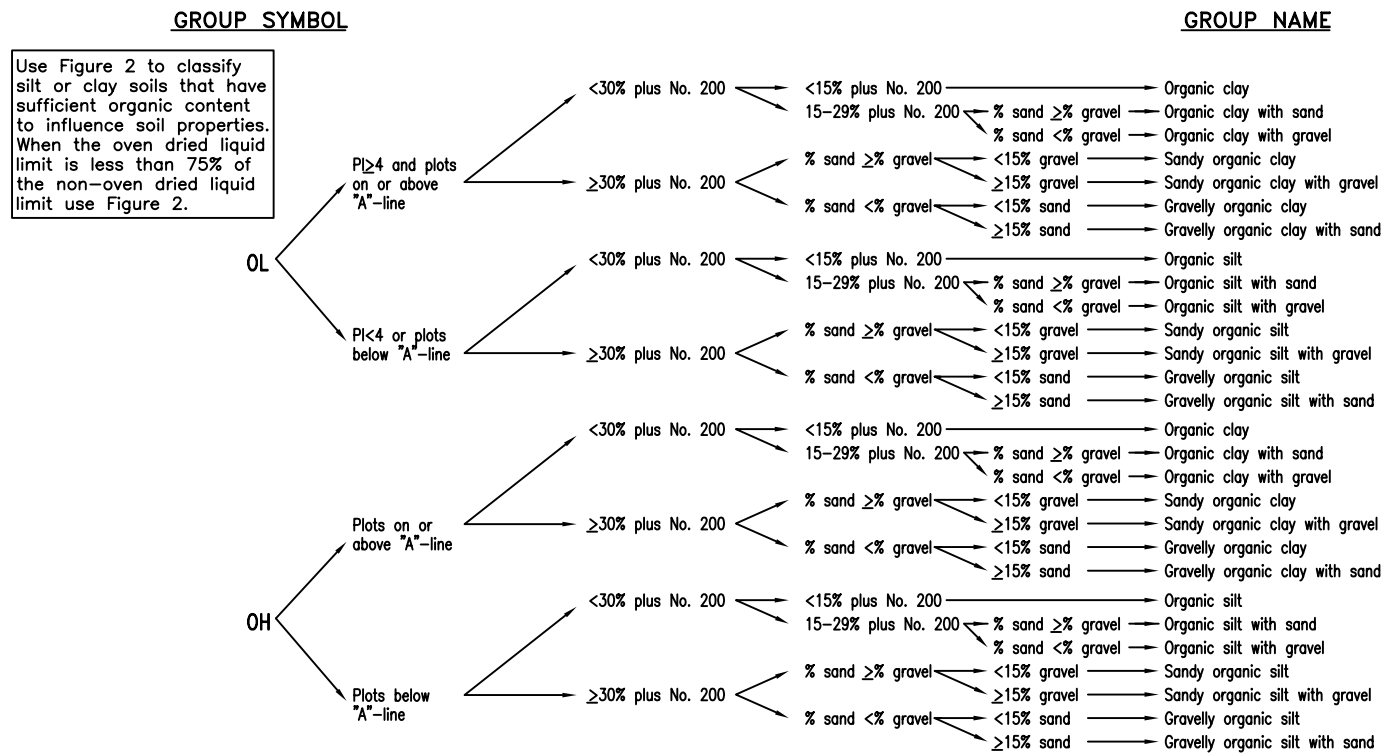 GROUP SYMBOL
GROUP NAME
Use Figure 2 to classify
silt or clay soils that have
sufficient organic content
to influence soil properties.
When the oven dried liquid
limit is less than 75% of
the non-oven dried liquid
limit use Figure 2.
OL
PI≥4 and plots
on or above
"A"-line
<30% plus No. 200
<15% plus No. 200
Organic clay
15-29% plus No. 200
% sand ≥% gravel
Organic clay with sand
% sand <% gravel
Organic clay with gravel
≥30% plus No. 200
% sand ≥% gravel
<15% gravel
Sandy organic clay
≥15% gravel
Sandy organic clay with gravel
% sand <% gravel
<15% sand
Gravelly organic clay
≥15% sand
Gravelly organic clay with sand
PI<4 or plots
below "A"-line
<30% plus No. 200
<15% plus No. 200
Organic silt
15-29% plus No. 200
% sand ≥% gravel
Organic silt with sand
% sand <% gravel
Organic silt with gravel
≥30% plus No. 200
% sand ≥% gravel
<15% gravel
Sandy organic silt
≥15% gravel
Sandy organic silt with gravel
% sand <% gravel
<15% sand
Gravelly organic silt
≥15% sand
Gravelly organic silt with sand
OH
Plots on or
above "A"-line
<30% plus No. 200
<15% plus No. 200
Organic clay
15-29% plus No. 200
% sand ≥% gravel
Organic clay with sand
% sand <% gravel
Organic clay with gravel
≥30% plus No. 200
% sand ≥% gravel
<15% gravel
Sandy organic clay
≥15% gravel
Sandy organic clay with gravel
% sand <% gravel
<15% sand
Gravelly organic clay
≥15% sand
Gravelly organic clay with sand
Plots below
"A"-line
<30% plus No. 200
<15% plus No. 200
Organic silt
15-29% plus No. 200
% sand ≥% gravel
Organic silt with sand
% sand <% gravel
Organic silt with gravel
≥30% plus No. 200
% sand ≥% gravel
<15% gravel
Sandy organic silt
≥15% gravel
Sandy organic silt with gravel
% sand <% gravel
<15% sand
Gravelly organic silt
≥15% sand
Gravelly organic silt with sand